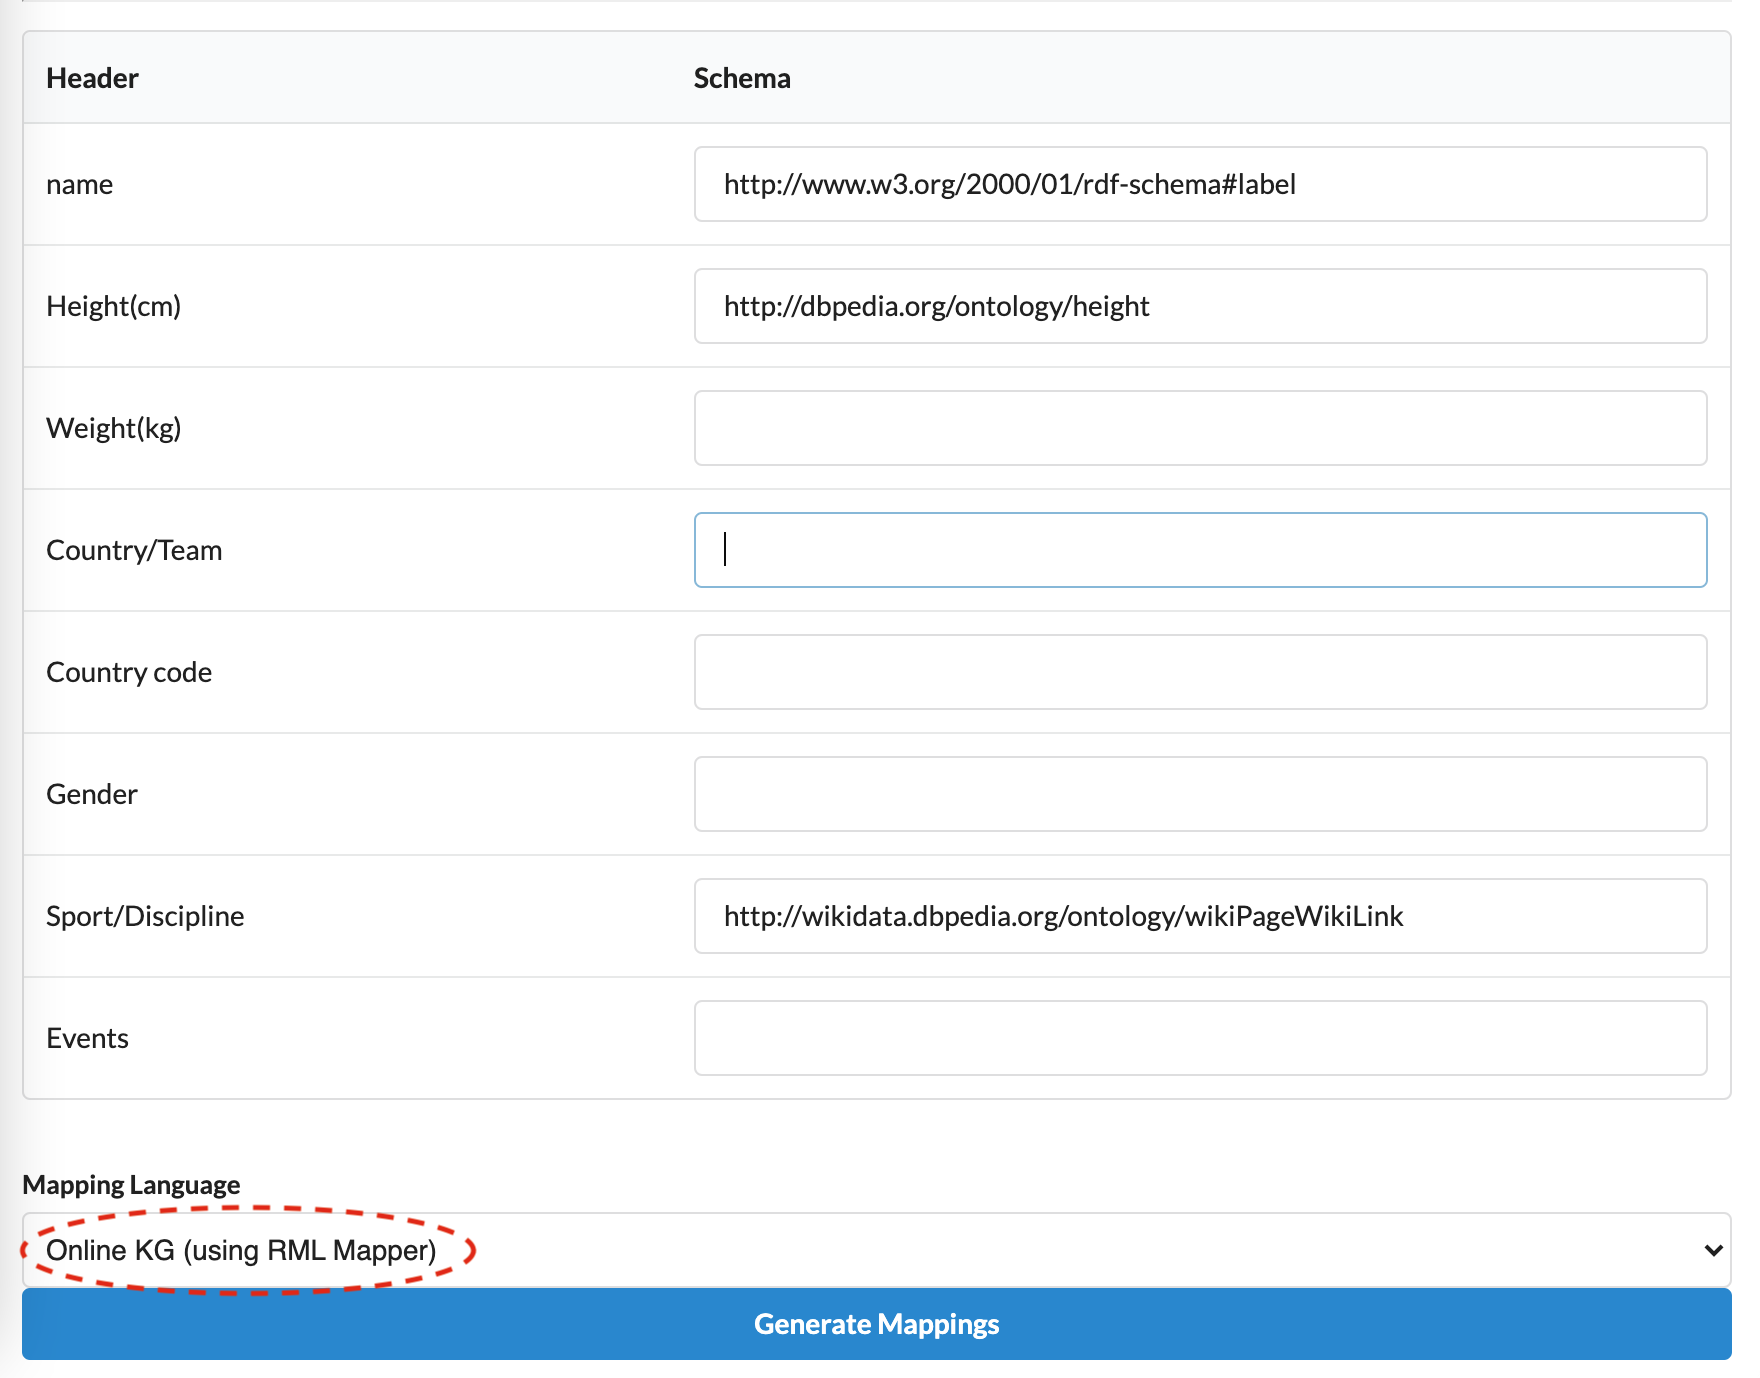 Header Schema
name http://www.w3.org/2000/01/rdf-schema#label
Height(cm) http://dbpedia.org/ontology/height
Weight(kg)
Country/Team
Country code
Gender
Sport/Discipline http://wikidata.dbpedia.org/ontology/wikiPageWikiLink
Events
Mapping Language
Online KG (using RML Mapper)
Generate Mappings